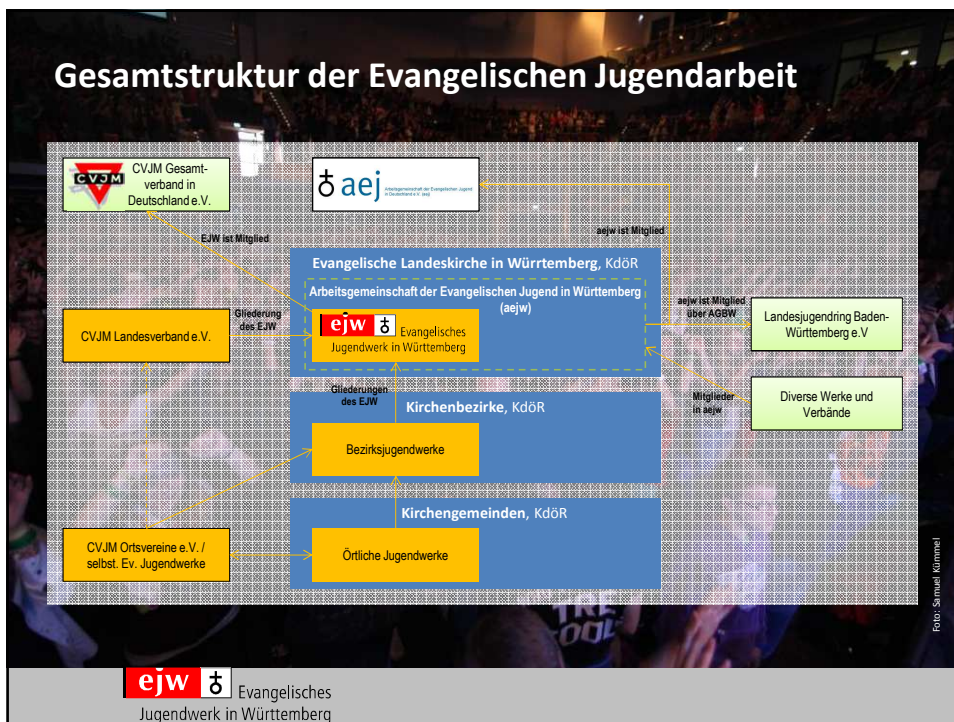 Gesamtstruktur der Evangelischen Jugendarbeit
CVJM
CVJM Gesamt-
verband in
Deutschland e.V.
aej Arbeitsgemeinschaft der Evangelischen Jugend
in Deutschland e.V. (aej)
EJW ist Mitglied
aejw ist Mitglied
Evangelische Landeskirche in Würrtemberg, KdöR
Arbeitsgemeinschaft der Evangelischen Jugend in Württemberg
(aejw)
Gliederung
des EJW
CVJM Landesverband e.V.
ejw Evangelisches
Jugendwerk in Württemberg
aejw ist Mitglied
über AGBW
Landesjugendring Baden-
Württemberg e.V
Gliederungen
des EJW
Kirchenbezirke, KdöR
Mitglieder
in aejw
Diverse Werke und
Verbände
Bezirksjugendwerke
Kirchengemeinden, KdöR
CVJM Ortsvereine e.V. /
selbst. Ev. Jugendwerke
Örtliche Jugendwerke
TRE
COOL
Foto: Samuel Kümmel
ejw Evangelisches
Jugendwerk in Württemberg